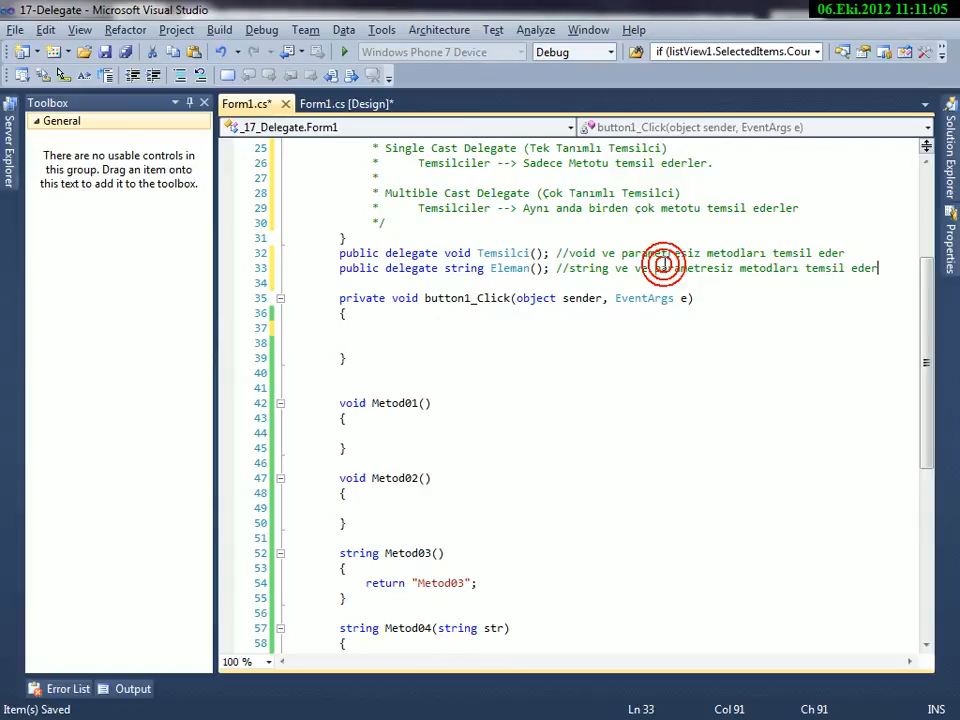 17-Delegate - Microsoft Visual Studio
06.Eki.2012 11:11:05
File Edit View Refactor Project Build Debug Team Data Tools Architecture Test Analyze Window Help
Windows Phone 7 Device Debug if (listView1.SelectedItems.Cour
Toolbox
General
There are no usable controls in
this group. Drag an item onto
this text to add it to the toolbox.
Server Explorer
Solution Explorer
Properties
Form1.cs* Form1.cs [Design]*
_17_Delegate.Form1 button1_Click(object sender, EventArgs e)
25 * Single Cast Delegate (Tek Tanımlı Temsilci)
26 * Temsilciler --> Sadece Metotu temsil ederler.
27 *
28 * Multible Cast Delegate (Çok Tanımlı Temsilci)
29 * Temsilciler --> Aynı anda birden çok metotu temsil ederler
30 */
31 }
32 public delegate void Temsilci(); //void ve parametresiz metodları temsil eder
33 public delegate string Eleman(); //string ve ve parametresiz metodları temsil eder
34
35 private void button1_Click(object sender, EventArgs e)
36 {
37
38
39 }
40
41
42 void Metod01()
43 {
44
45 }
46
47 void Metod02()
48 {
49
50 }
51
52 string Metod03()
53 {
54 return "Metod03";
55 }
56
57 string Metod04(string str)
58 {
100 %
Error List Output
Item(s) Saved Ln 33 Col 91 Ch 91 INS